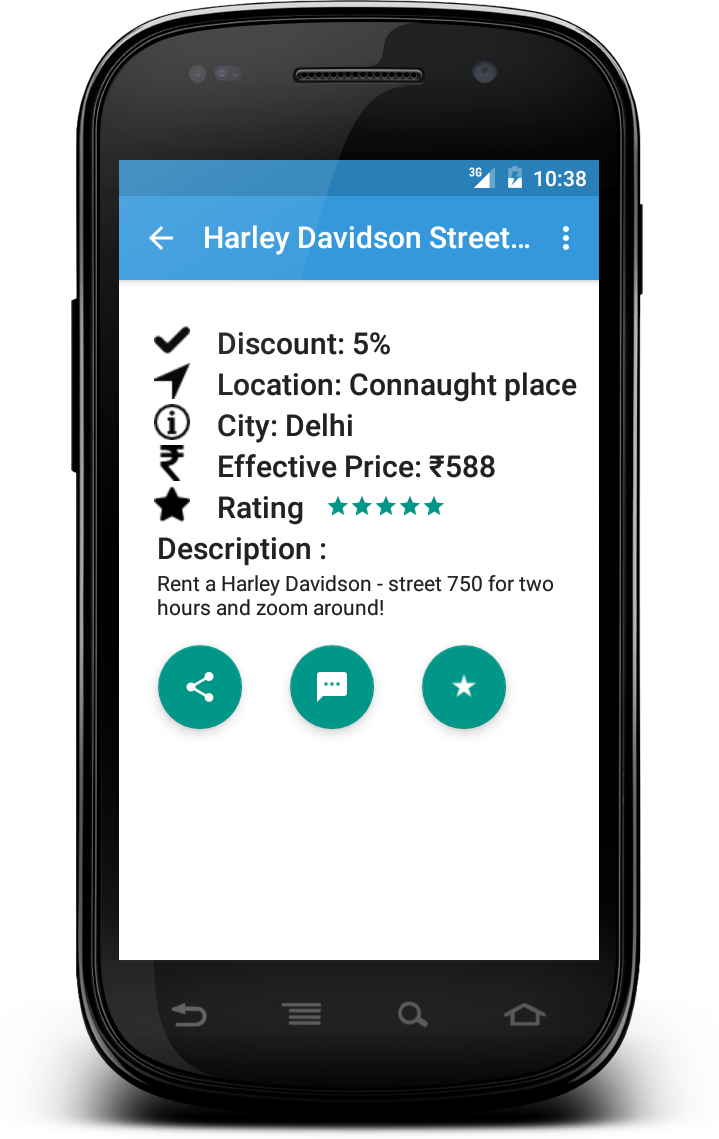 3G 10:38
Harley Davidson Street...
Discount: 5%
Location: Connaught place
City: Delhi
Effective Price: ₹588
Rating
Description :
Rent a Harley Davidson - street 750 for two
hours and zoom around!